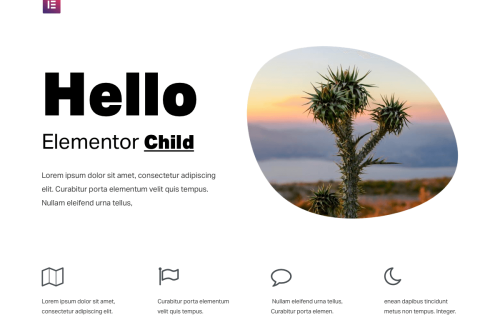 Hello
Elementor Child
Lorem ipsum dolor sit amet, consectetur adipiscing
elit. Curabitur porta elementum velit quis tempus.
Nullam eleifend urna tellus,
Lorem ipsum dolor sit amet,
consectetur adipiscing elit.
Curabitur porta elementum
velit quis tempus.
Nullam eleifend urna tellus,
Curabitur porta elemen.
enean dapibus tincidunt
metus non tempus. Integer.